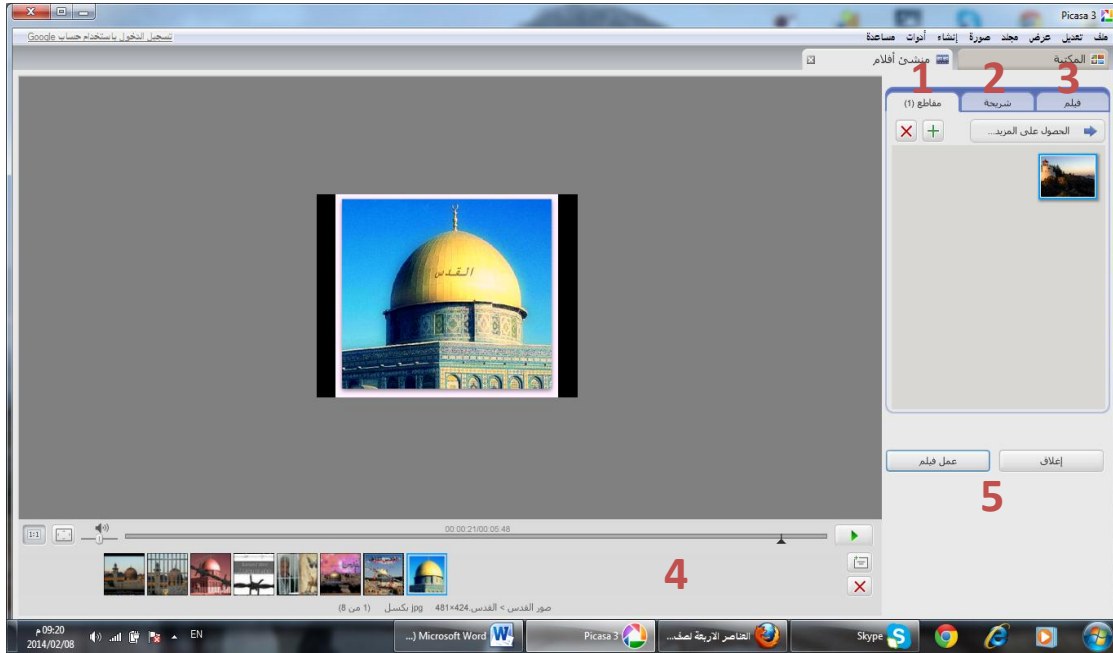 Picasa 3
ملف تعديل عرض مجلد صورة إنشاء أدوات مساعدة
تسجيل الدخول باستخدام حساب Google
المكتبة
منشئ أفلام
3
2
1
فيلم
شريحة
مقاطع (1)
الحصول على المزيد...
القدس
إغلاق
عمل فيلم
5
00:00:21/00:05:48
1:1
4
صور القدس > القدس.jpg 481×424 بكسل (1 من 8)
Skype
العناصر الاربعة لصف...
Picasa 3
Microsoft Word (...
EN
09:20 م
2014/02/08